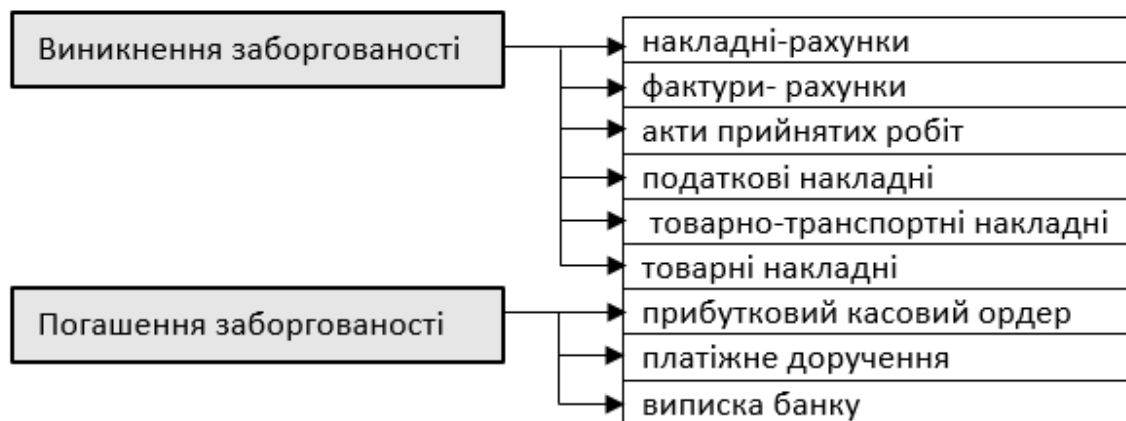 Виникнення заборгованості
накладні-рахунки
фактури- рахунки
акти прийнятих робіт
податкові накладні
товарно-транспортні накладні
товарні накладні
Погашення заборгованості
прибутковий касовий ордер
платіжне доручення
виписка банку